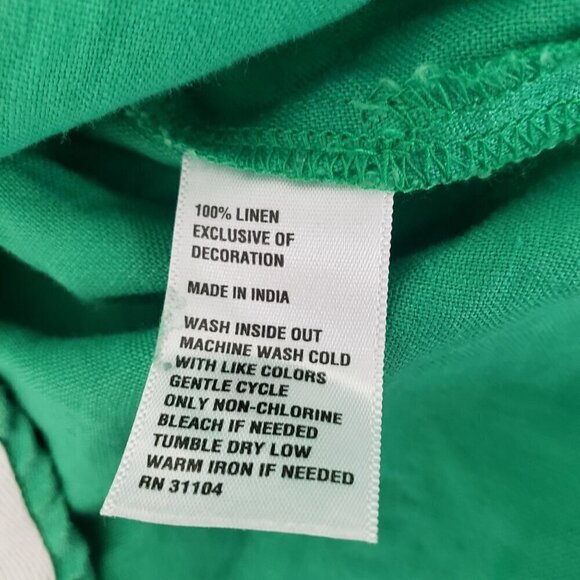 100% LINEN
EXCLUSIVE OF
DECORATION
MADE IN INDIA
WASH INSIDE OUT
MACHINE WASH COLD
WITH LIKE COLORS
GENTLE CYCLE
ONLY NON-CHLORINE
BLEACH IF NEEDED
TUMBLE DRY LOW
WARM IRON IF NEEDED
RN 31104